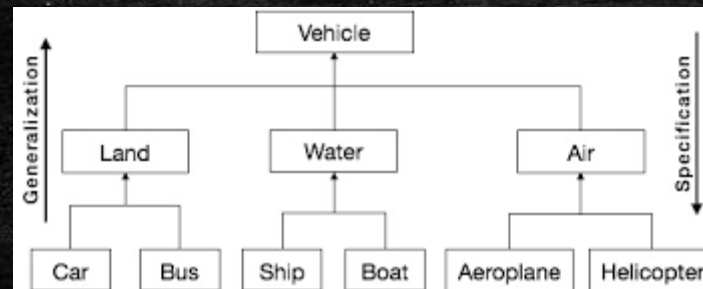 Vehicle
Generalization
Specification
Land
Water
Air
Car
Bus
Ship
Boat
Aeroplane
Helicopter